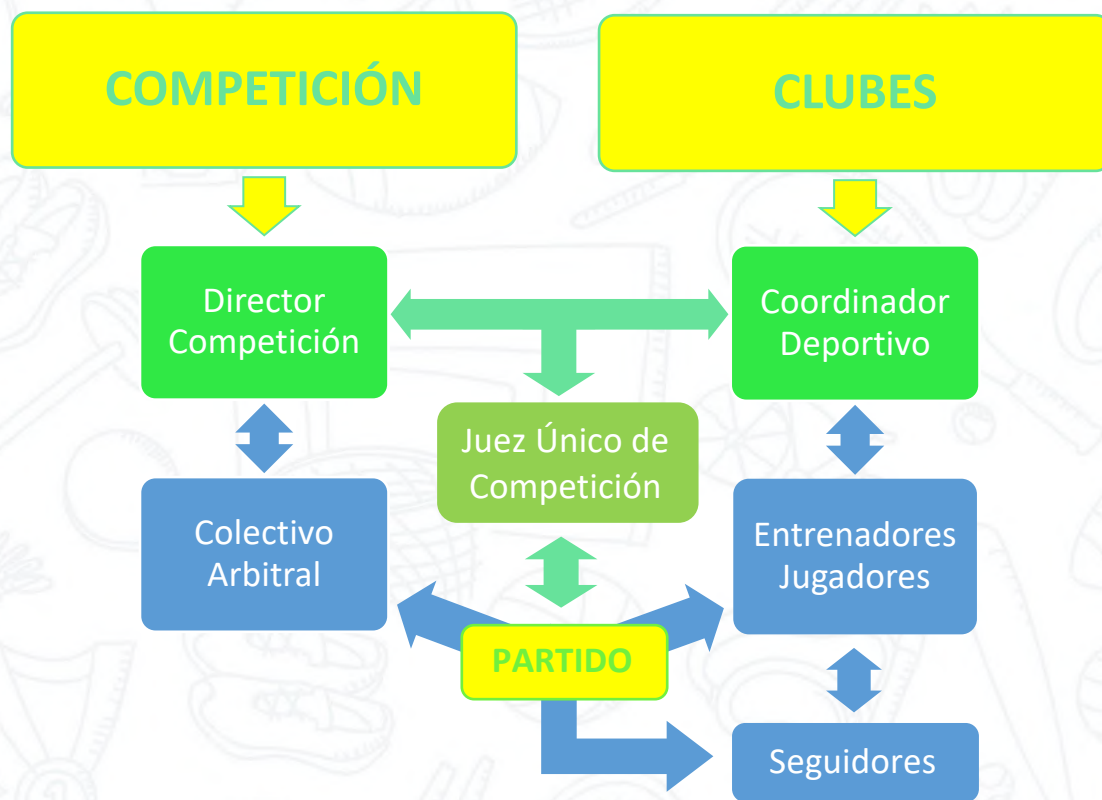 COMPETICIÓN
CLUBES
Director
Competición
Coordinador
Deportivo
Juez Único de
Competición
Colectivo
Arbitral
Entrenadores
Jugadores
PARTIDO
Seguidores